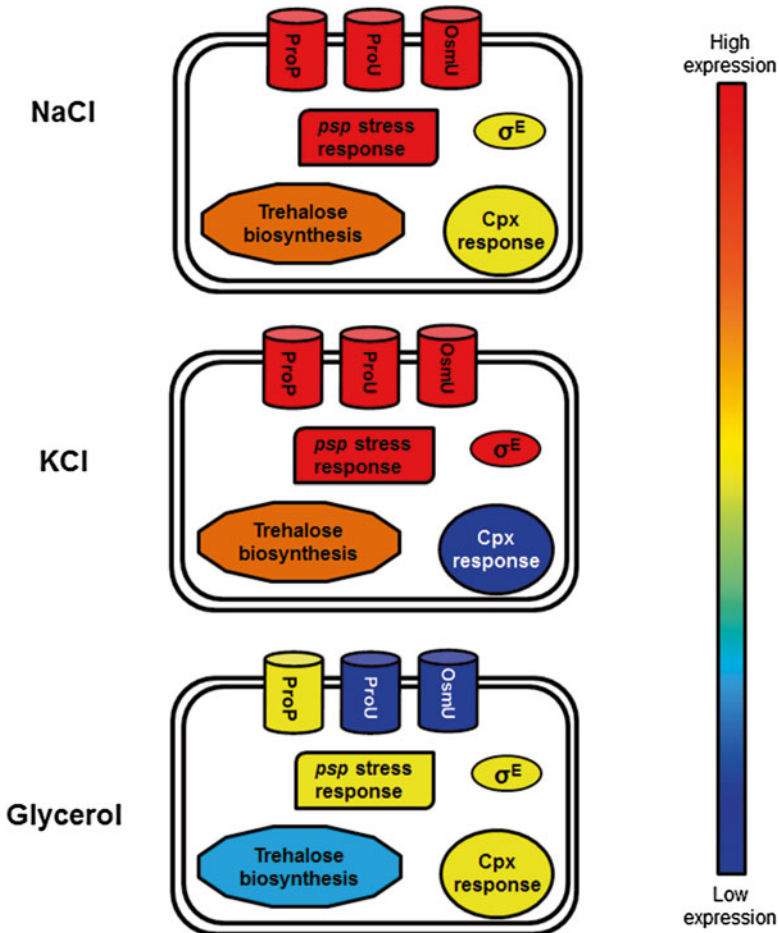 High
expression
NaCl
ProP
ProU
OsmU
psp stress
response
σE
Trehalose
biosynthesis
Cpx
response
KCl
ProP
ProU
OsmU
psp stress
response
σE
Trehalose
biosynthesis
Cpx
response
Glycerol
ProP
ProU
OsmU
psp stress
response
σE
Trehalose
biosynthesis
Cpx
response
Low
expression